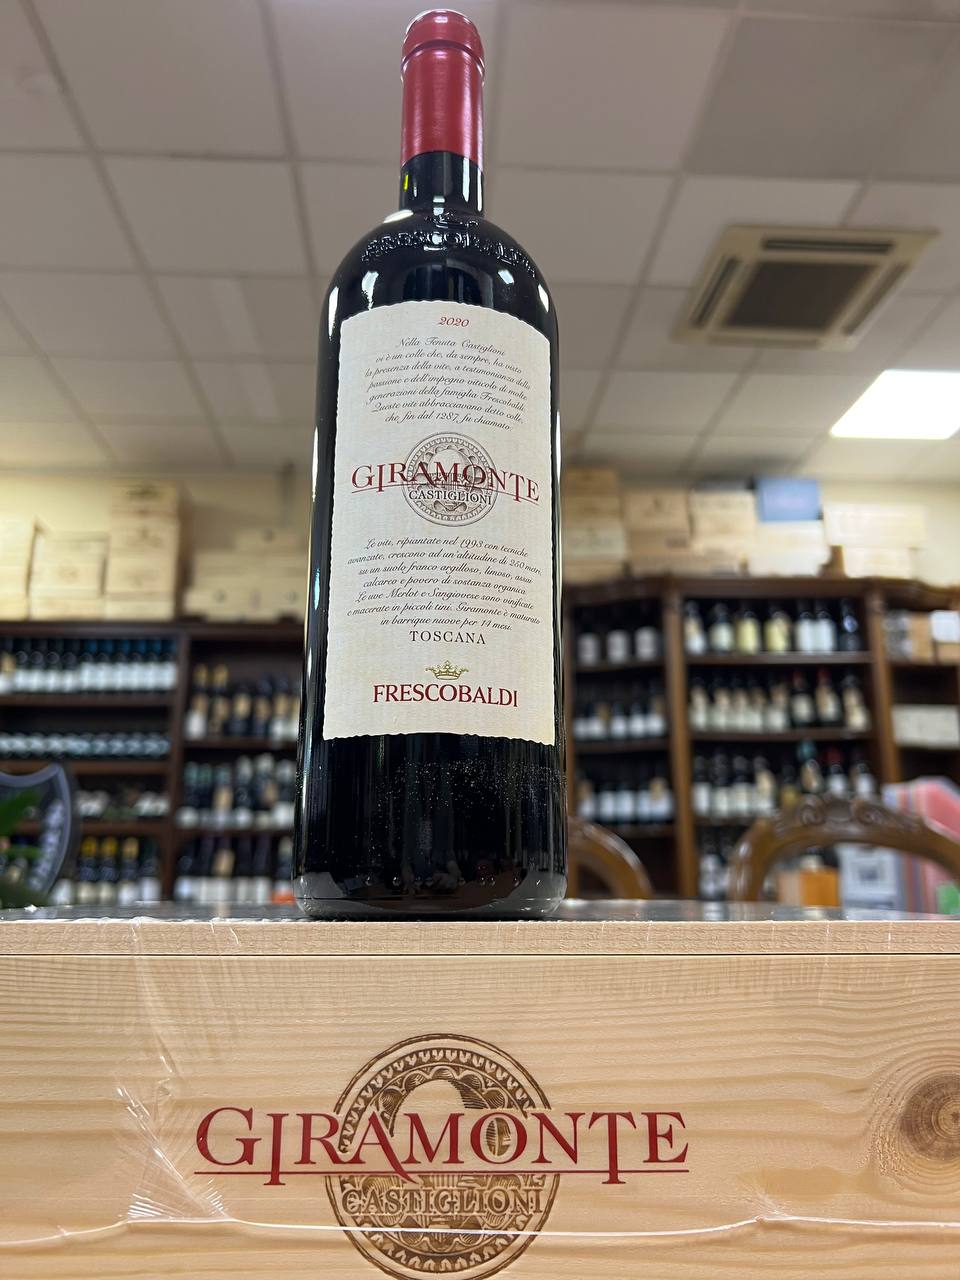 FRESCOBALDI
2020
Nella Tenuta Castiglioni
vi è un colle che, da sempre, ha visto
la presenza della vite, a testimonianza della
passione e dell'impegno viticolo di molte
generazioni della famiglia Frescobaldi.
Queste viti abbracciavano detto colle,
che fin dal 1287, fu chiamato:
GIRAMONTE
CASTIGLIONI
Le viti, ripiantate nel 1993 con tecniche
avanzate, crescono ad un'altitudine di 250 metri,
su un suolo franco argilloso, limoso, assai
calcareo e povero di sostanza organica.
Le uve Merlot e Sangiovese sono vinificate
e macerate in piccoli tini. Giramonte è maturato
in barrique nuove per 14 mesi.
TOSCANA
FRESCOBALDI
GIRAMONTE
CASTIGLIONI